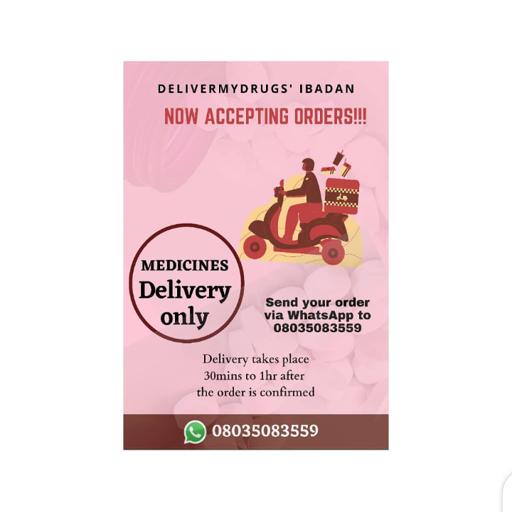 DELIVERMYDRUGS' IBADAN
NOW ACCEPTING ORDERS!!!
MEDICINES
Delivery
only
Send your order
via WhatsApp to
08035083559
Delivery takes place
30mins to 1hr after
the order is confirmed
08035083559